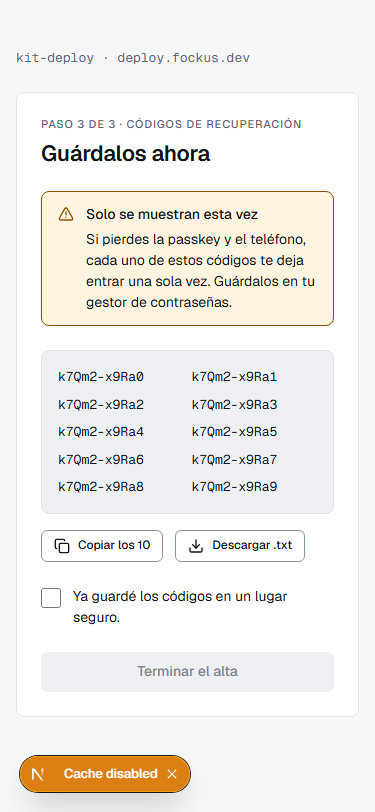 kit-deploy · deploy.fockus.dev
PASO 3 DE 3 · CÓDIGOS DE RECUPERACIÓN
Guárdalos ahora
Solo se muestran esta vez
Si pierdes la passkey y el teléfono,
cada uno de estos códigos te deja
entrar una sola vez. Guárdalos en tu
gestor de contraseñas.
k7Qm2-x9Ra0 k7Qm2-x9Ra1
k7Qm2-x9Ra2 k7Qm2-x9Ra3
k7Qm2-x9Ra4 k7Qm2-x9Ra5
k7Qm2-x9Ra6 k7Qm2-x9Ra7
k7Qm2-x9Ra8 k7Qm2-x9Ra9
Copiar los 10 Descargar .txt
Ya guardé los códigos en un lugar
seguro.
Terminar el alta
N Cache disabled